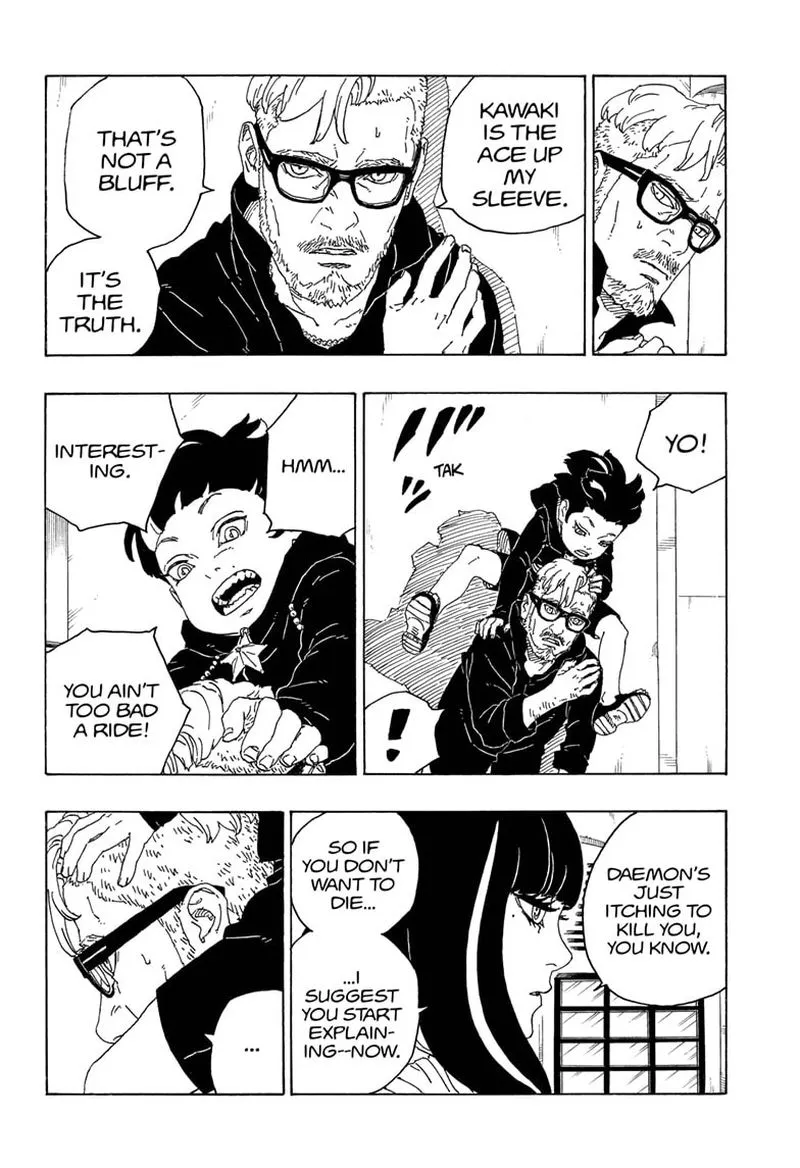 KAWAKI
IS THE
ACE UP
MY
SLEEVE.
THAT'S
NOT A
BLUFF.
IT'S
THE
TRUTH.
YO!
TAK
!
HMM...
INTEREST-
ING.
YOU AIN'T
TOO BAD
A RIDE!
DAEMON'S
JUST
ITCHING TO
KILL YOU,
YOU KNOW.
SO IF
YOU DON'T
WANT TO
DIE...
...I
SUGGEST
YOU START
EXPLAIN-
ING--NOW.
...